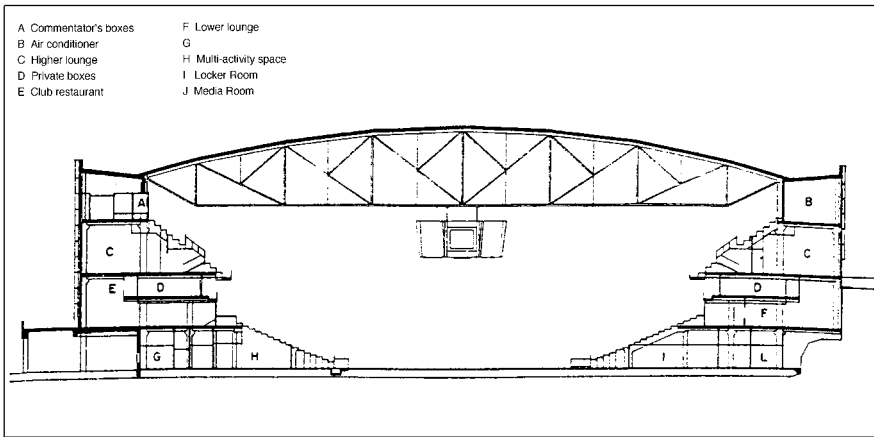 A Commentator's boxes
B Air conditioner
C Higher lounge
D Private boxes
E Club restaurant
F Lower lounge
G
H Multi-activity space
I Locker Room
J Media Room
A
B
C
C
E
D
D
F
G
H
I
L